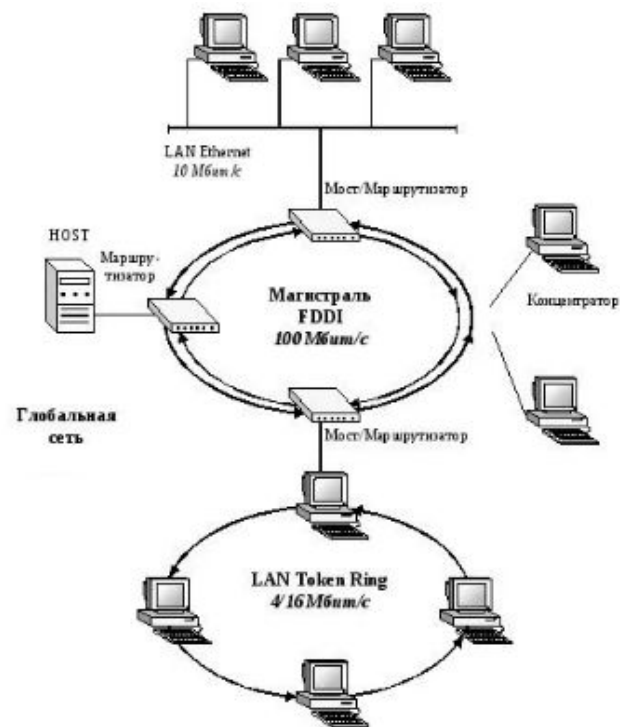 LAN Ethernet
10 Мбит/с
Мост/Маршрутизатор
HOST
Маршру-
тизатор
Магистраль
FDDI
100 Мбит/с
Концентратор
Глобальная
сеть
Мост/Маршрутизатор
LAN Token Ring
4/16 Мбит/с